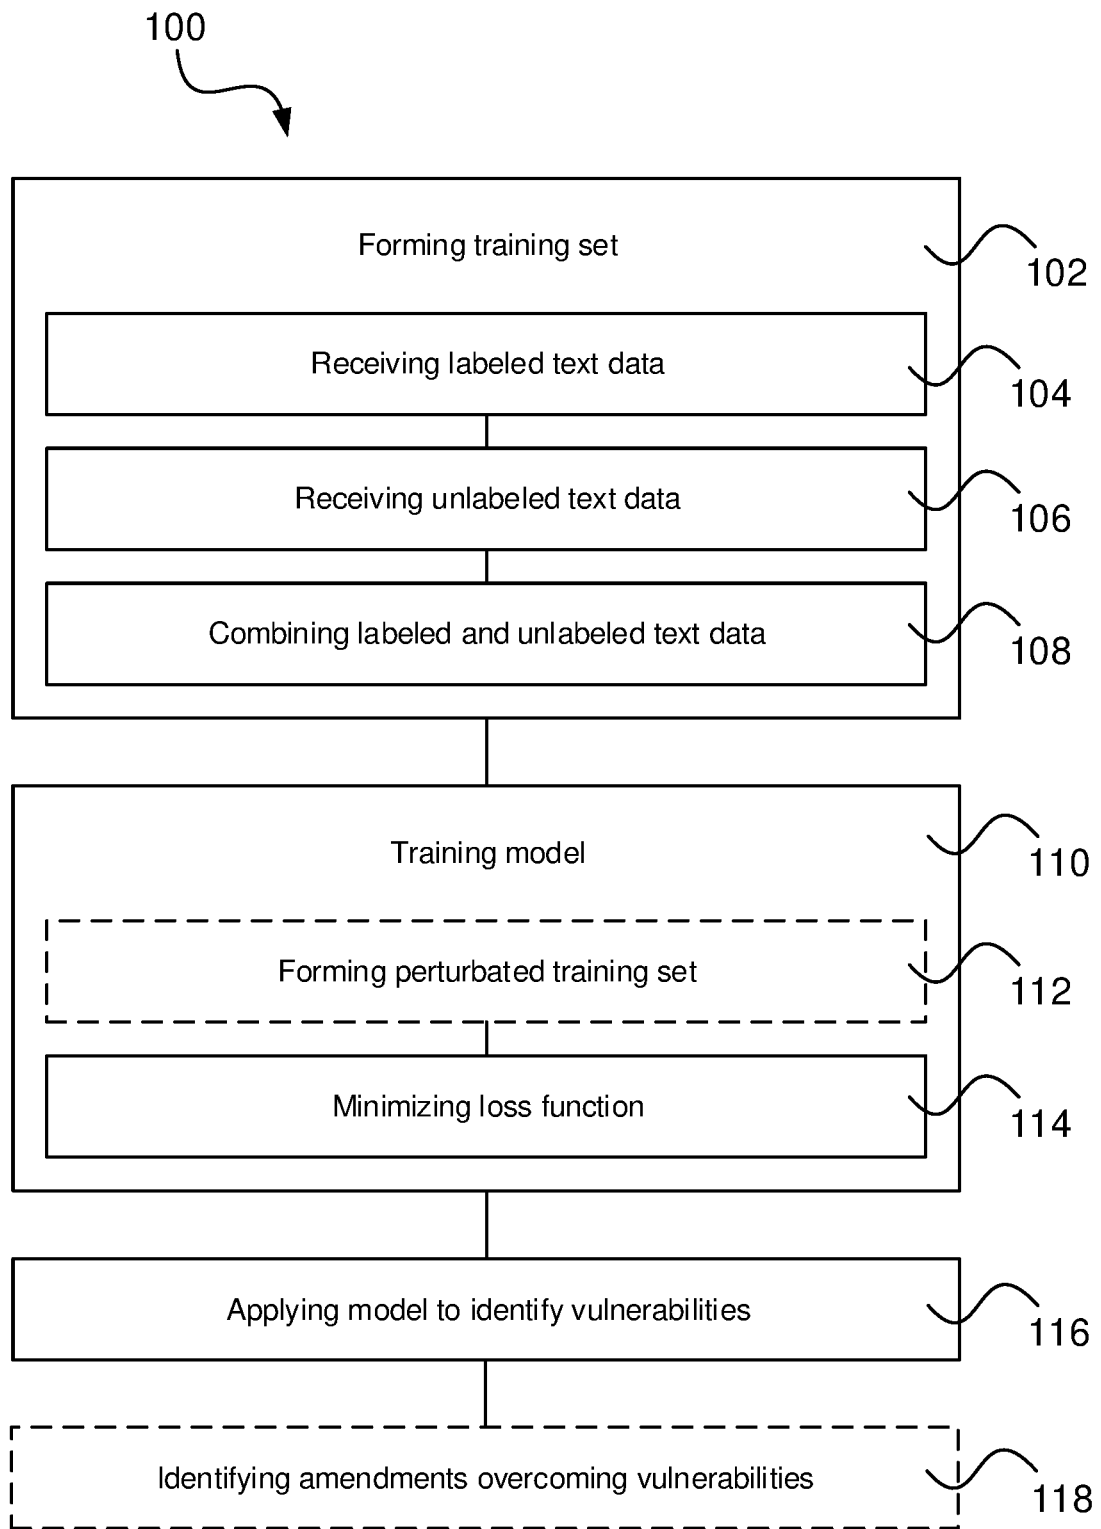 100
Forming training set
102
Receiving labeled text data
104
Receiving unlabeled text data
106
Combining labeled and unlabeled text data
108
Training model
110
Forming perturbated training set
112
Minimizing loss function
114
Applying model to identify vulnerabilities
116
Identifying amendments overcoming vulnerabilities
118